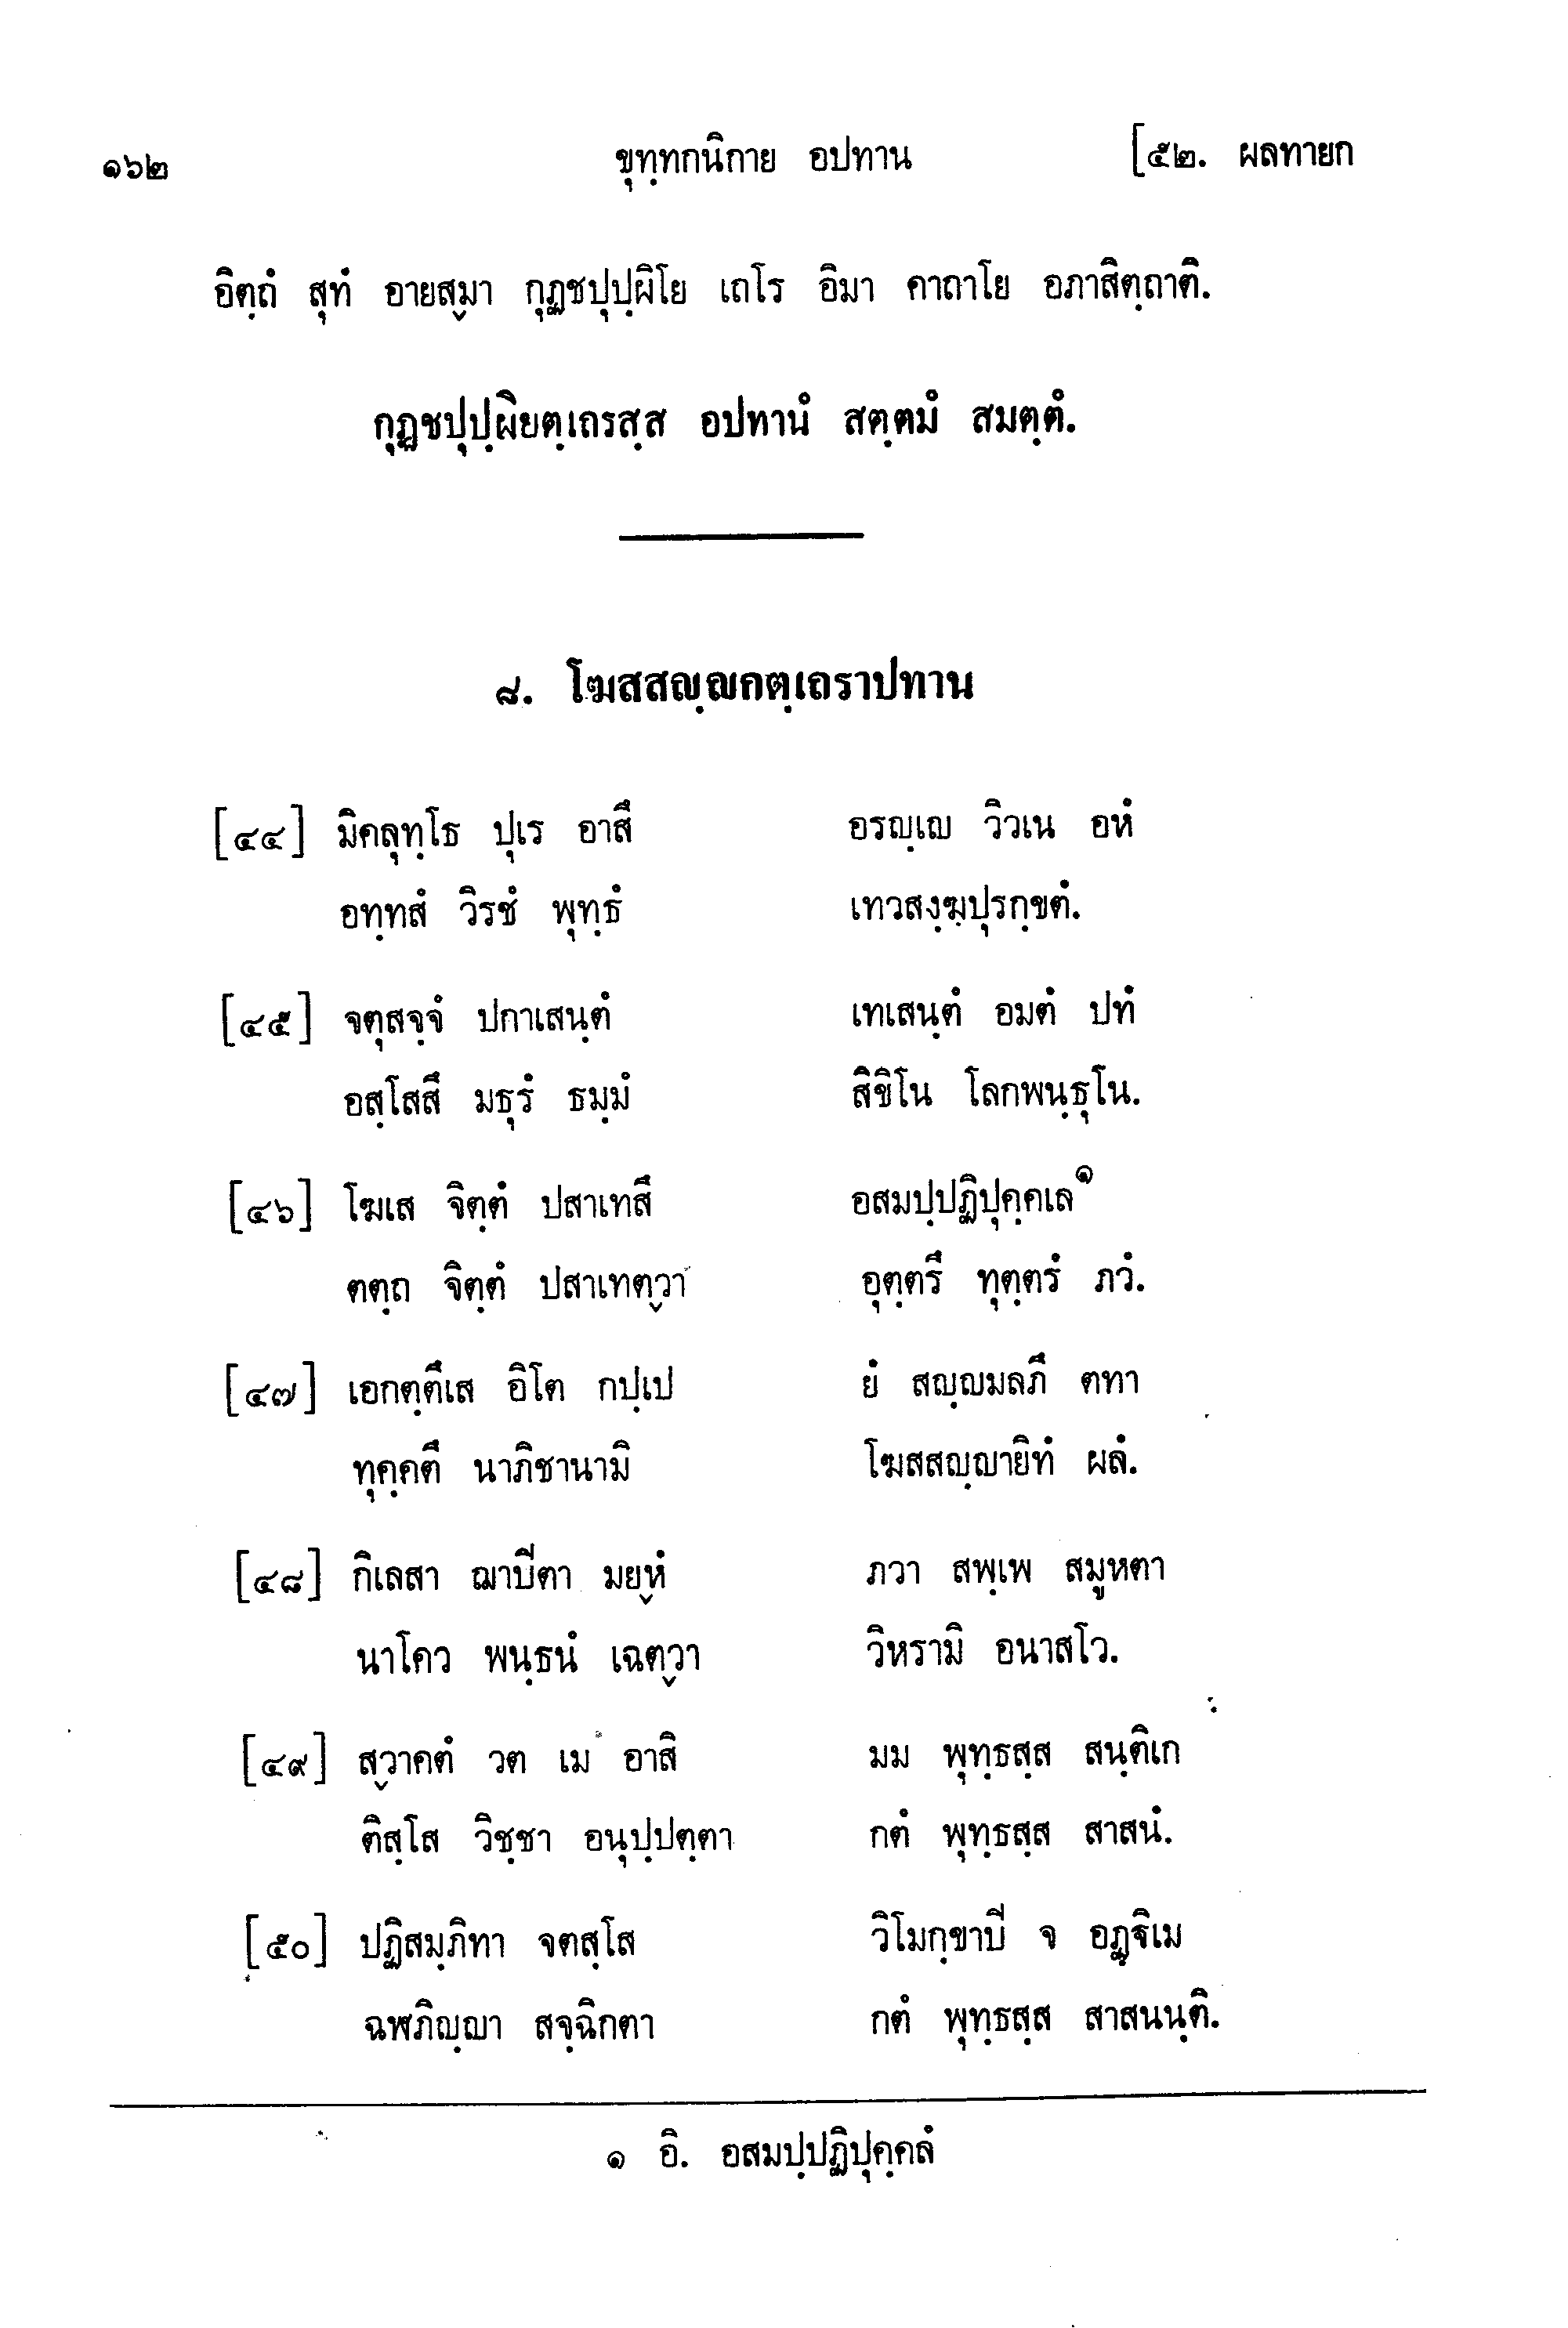 ๑๖๒ ขุทฺทกนิกาย อปทาน [๕๒. ผลทายก
อิตฺถํ สุทํ อายสฺมา กุฏชปุปฺผิโย เถโร อิมา คาถาโย อภาสิตฺถาติ.
กุฏชปุปฺผิยตฺเถรสฺส อปทานํ สตฺตมํ สมตฺตํ.
๘. โฆสสญฺญกตฺเถราปทาน
[๔๔] มิคลุทฺโธ ปุเร อาสึ อรญฺเญ วิวเน อหํ
อทฺทสํ วิรชํ พุทฺธํ เทวสงฺฆปุรกฺขตํ.
[๔๕] จตุสจฺจํ ปกาเสนฺตํ เทเสนฺตํ อมตํ ปทํ
อสฺโสสึ มธุรํ ธมฺมํ สิขิโน โลกพนฺธุโน.
[๔๖] โฆเส จิตฺตํ ปสาเทสึ อสมปฺปฏิปุคฺคเล๑
ตตฺถ จิตฺตํ ปสาเทตฺวา อุตฺตรึ ทุตฺตรํ ภวํ.
[๔๗] เอกตฺตึเส อิโต กปฺเป ยํ สญฺญมลภึ ตทา
ทุคฺคตึ นาภิชานามิ โฆสสญฺญายิทํ ผลํ.
[๔๘] กิเลสา ฌาปิตา มยฺหํ ภวา สพฺเพ สมูหตา
นาโคว พนฺธนํ เฉตฺวา วิหรามิ อนาสโว.
[๔๙] สฺวาคตํ วต เม อาสิ มม พุทฺธสฺส สนฺติเก
ติสฺโส วิชฺชา อนุปฺปตฺตา กตํ พุทฺธสฺส สาสนํ.
[๕๐] ปฏิสมฺภิทา จตสฺโส วิโมกฺขาปิ จ อฏฺฐิเม
ฉฬภิญฺญา สจฺฉิกตา กตํ พุทฺธสฺส สาสนนฺติ.
๑ อิ. อสมปฺปฏิปุคฺคลํ